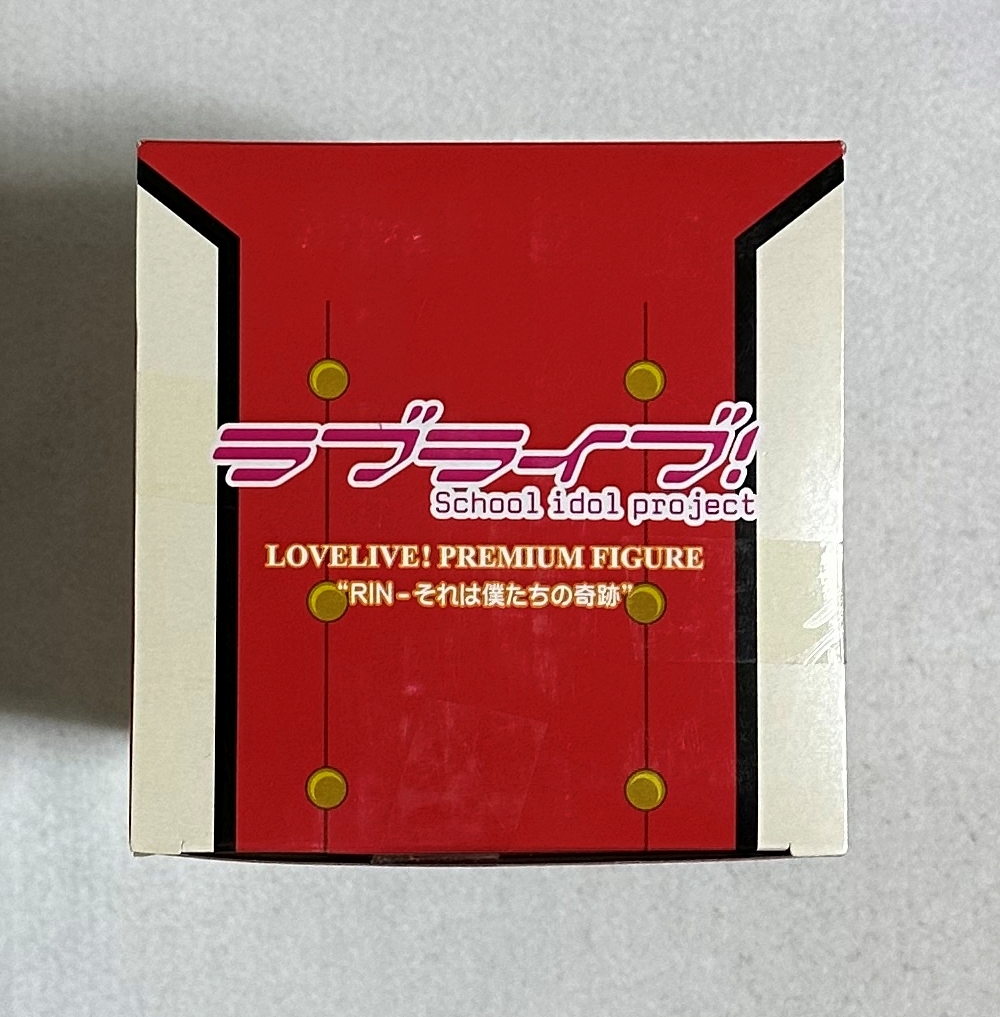 ラブライブ!
School idol project
LOVELIVE! PREMIUM FIGURE
“RIN-それは僕たちの奇跡”